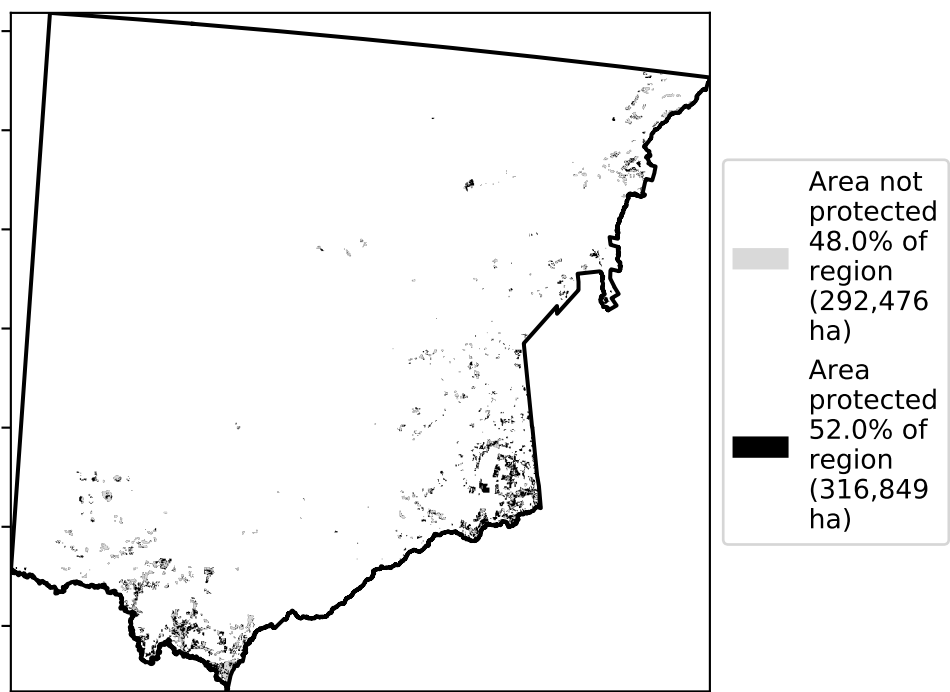 Area not
protected
48.0% of
region
(292,476
ha)
Area
protected
52.0% of
region
(316,849
ha)